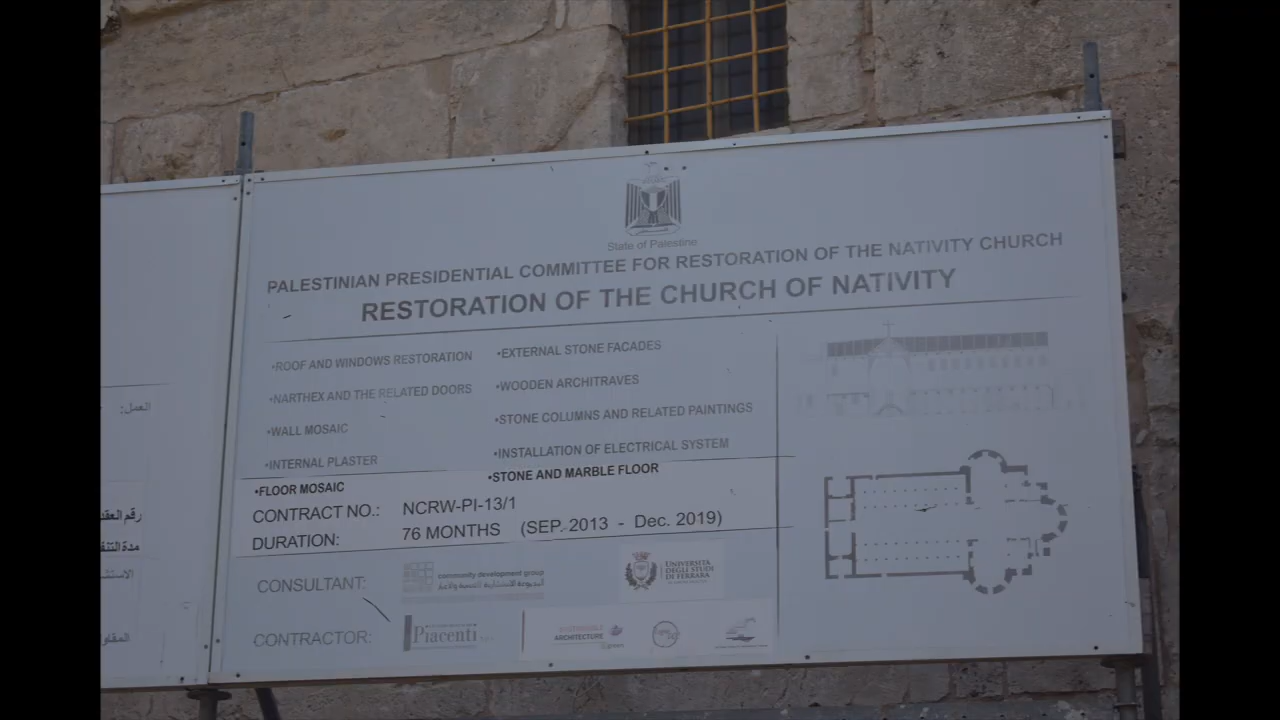 State of Palestine
PALESTINIAN PRESIDENTIAL COMMITTEE FOR RESTORATION OF THE NATIVITY CHURCH
RESTORATION OF THE CHURCH OF NATIVITY
•ROOF AND WINDOWS RESTORATION
•NARTHEX AND THE RELATED DOORS
•WALL MOSAIC
•INTERNAL PLASTER
•FLOOR MOSAIC
•EXTERNAL STONE FACADES
•WOODEN ARCHITRAVES
•STONE COLUMNS AND RELATED PAINTINGS
•INSTALLATION OF ELECTRICAL SYSTEM
•STONE AND MARBLE FLOOR
CONTRACT NO.: NCRW-PI-13/1
DURATION: 76 MONTHS (SEP. 2013 - Dec. 2019)
CONSULTANT: community development group
UNIVERSITÀ
DEGLI STUDI
DI FERRARA
CONTRACTOR: Piacenti
ARCHITECTURE
العمل:
رقم العقد